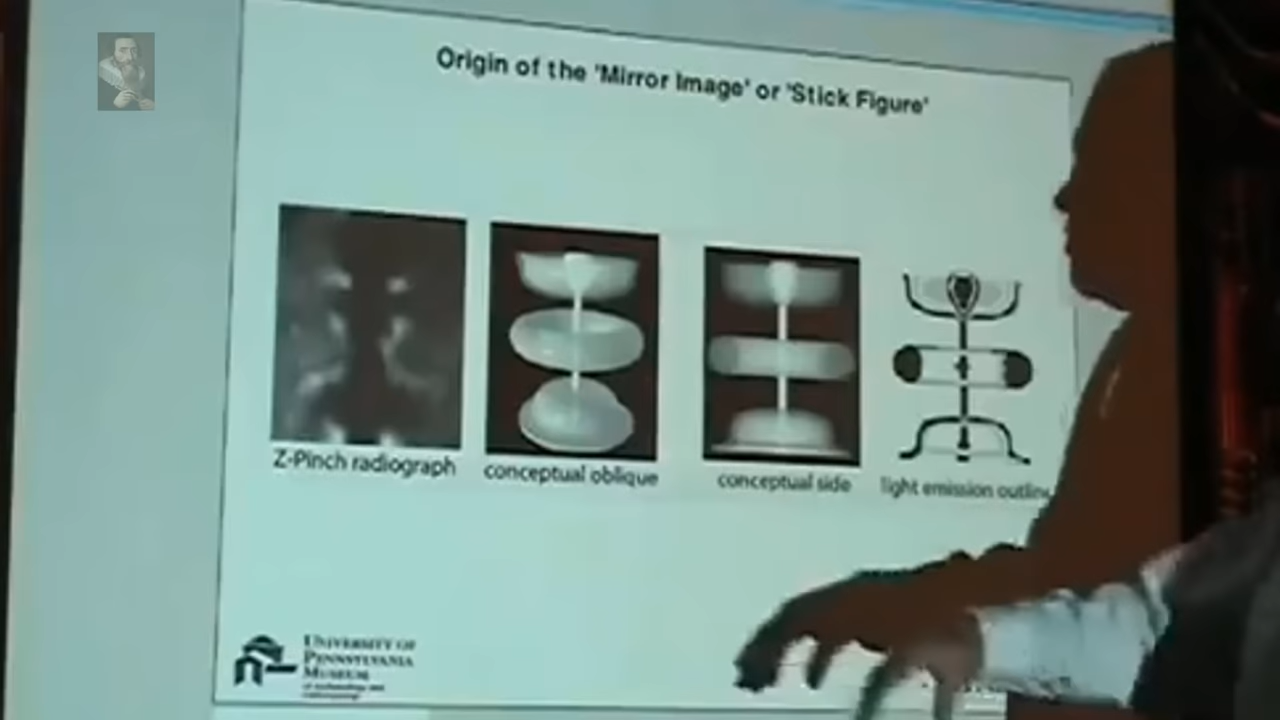 Origin of the 'Mirror Image' or 'Stick Figure'
Z-Pinch radiograph
conceptual oblique
conceptual side
light emission outline
UNIVERSITY OF
PENNSYLVANIA
MUSEUM